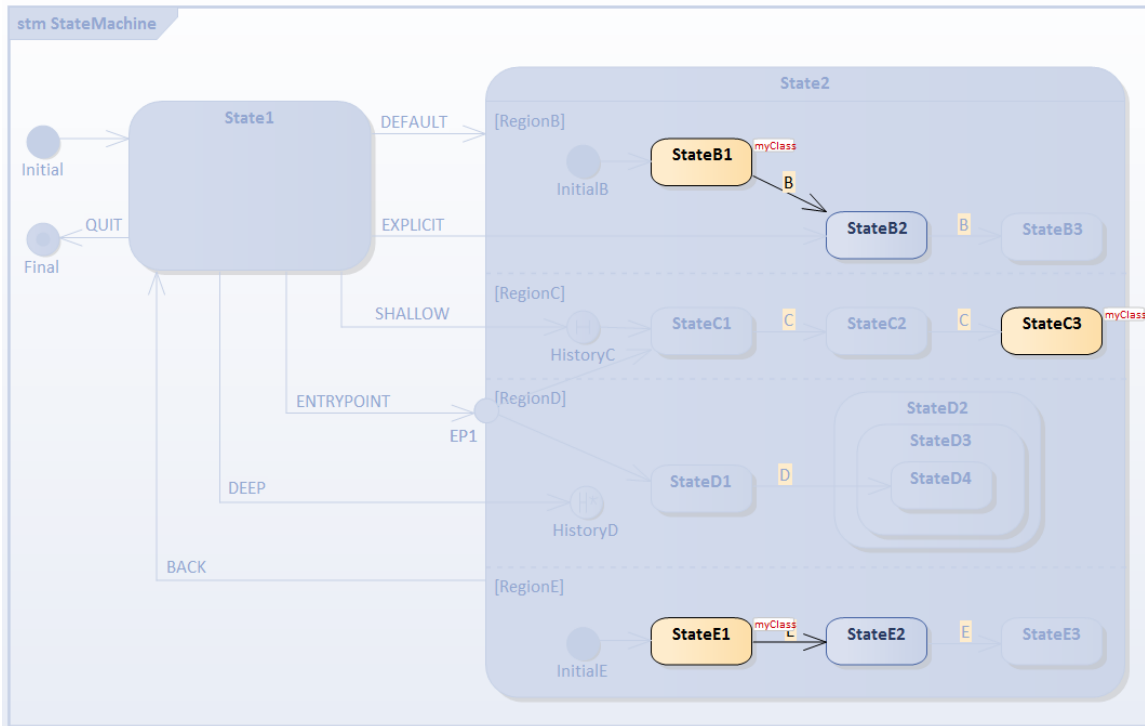 stm StateMachine
State2
State1
DEFAULT
[RegionB]
StateB1
myClass
Initial
InitialB
B
QUIT
EXPLICIT
StateB2
B
StateB3
Final
[RegionC]
SHALLOW
HistoryC
StateC1
C
StateC2
C
StateC3
myClass
ENTRYPOINT
EP1
[RegionD]
StateD2
StateD3
StateD1
D
StateD4
DEEP
H*
HistoryD
BACK
[RegionE]
StateE1
myClass
StateE2
E
StateE3
InitialE